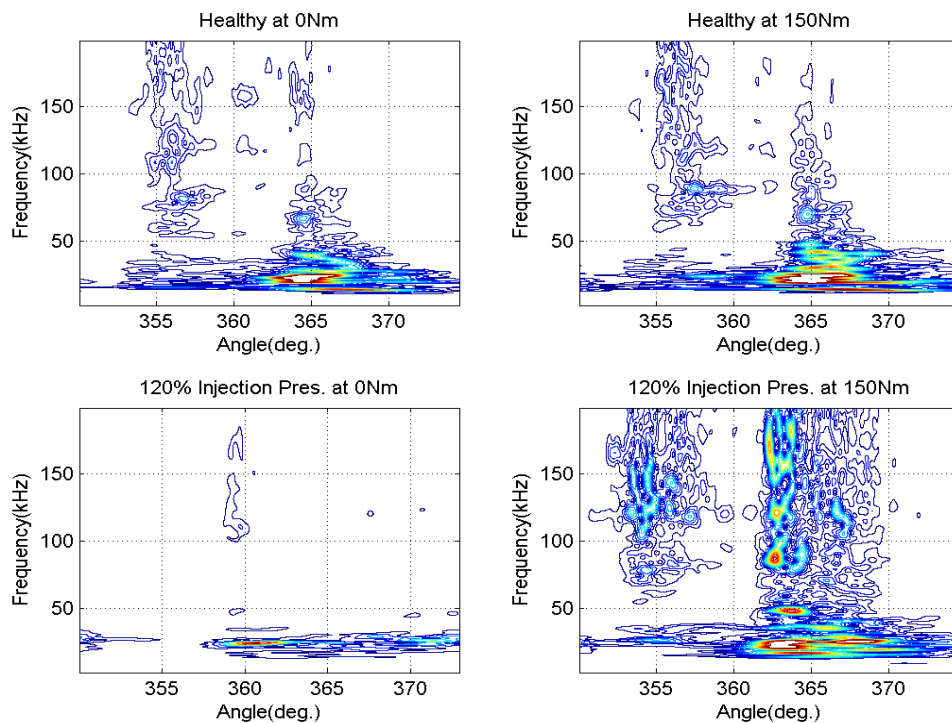 Healthy at 0Nm
Frequency(kHz)
150
100
50
355 360 365 370
Angle(deg.)
Healthy at 150Nm
Frequency(kHz)
150
100
50
355 360 365 370
Angle(deg.)
120% Injection Pres. at 0Nm
Frequency(kHz)
150
100
50
355 360 365 370
Angle(deg.)
120% Injection Pres. at 150Nm
Frequency(kHz)
150
100
50
355 360 365 370
Angle(deg.)